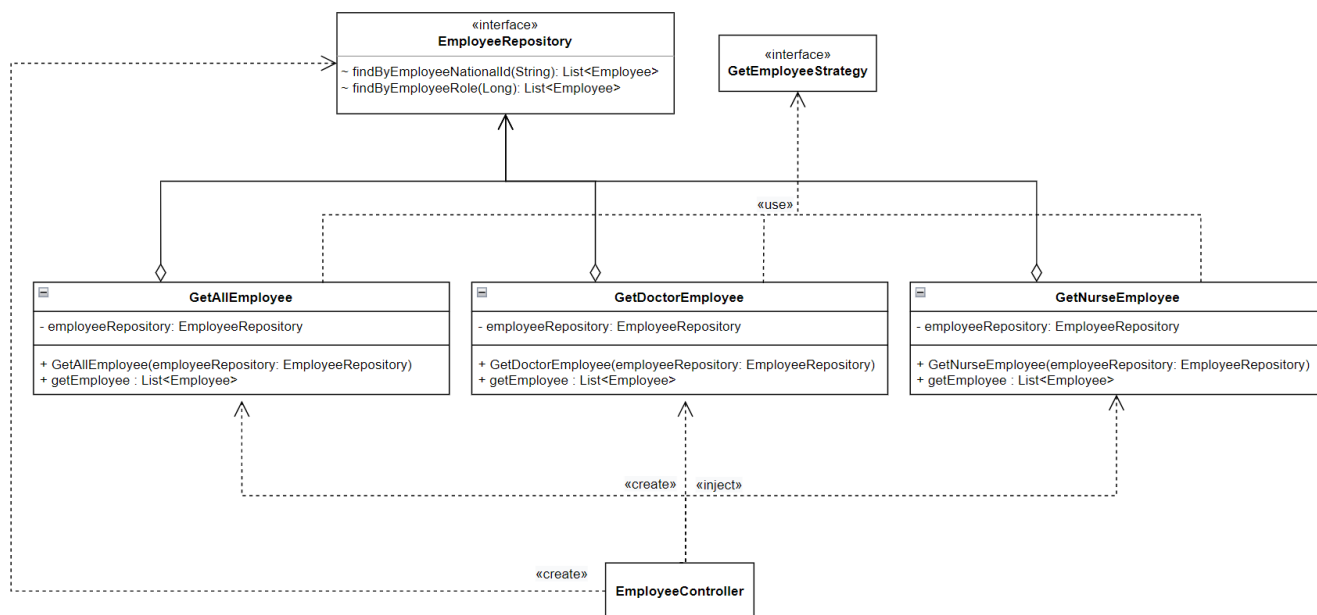 «interface»
EmployeeRepository
~ findByEmployeeNationalId(String): List<Employee>
~ findByEmployeeRole(Long): List<Employee>
«interface»
GetEmployeeStrategy
«use»
GetAllEmployee
- employeeRepository: EmployeeRepository
+ GetAllEmployee(employeeRepository: EmployeeRepository)
+ getEmployee : List<Employee>
GetDoctorEmployee
- employeeRepository: EmployeeRepository
+ GetDoctorEmployee(employeeRepository: EmployeeRepository)
+ getEmployee : List<Employee>
GetNurseEmployee
- employeeRepository: EmployeeRepository
+ GetNurseEmployee(employeeRepository: EmployeeRepository)
+ getEmployee : List<Employee>
«create»
«inject»
«create»
EmployeeController